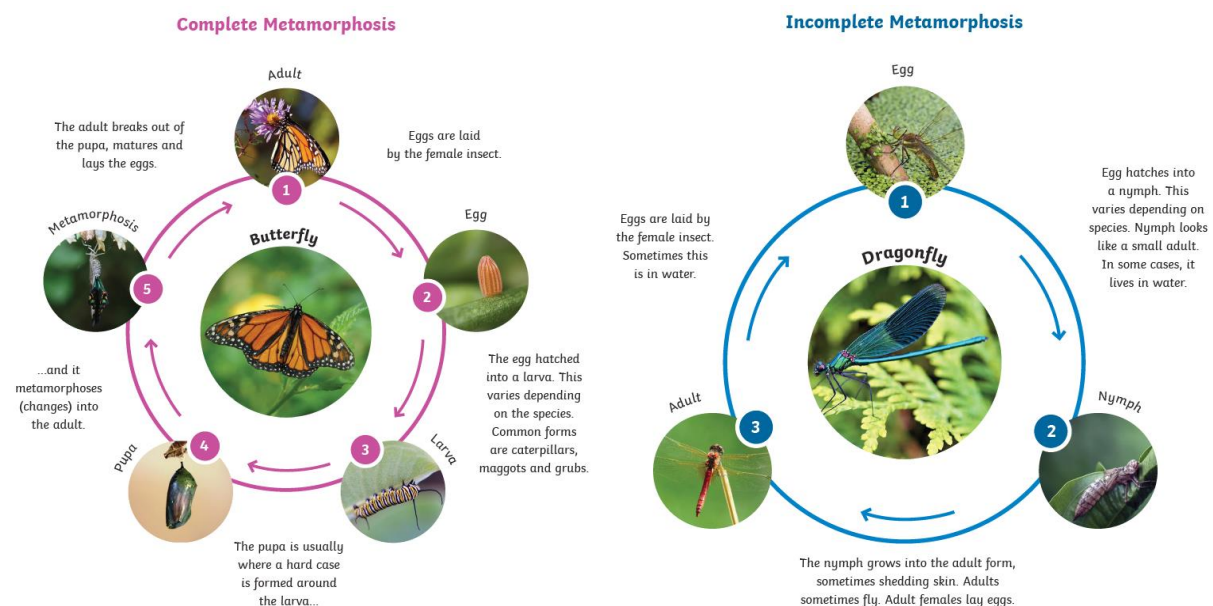 Complete Metamorphosis
Adult
The adult breaks out of
the pupa, matures and
lays the eggs.
Eggs are laid
by the female insect.
1
Metamorphosis
Butterfly
Egg
5
2
The egg hatched
into a larva. This
varies depending
on the species.
Common forms
are caterpillars,
maggots and grubs.
...and it
metamorphoses
(changes) into
the adult.
Pupa
4
3
Larva
The pupa is usually
where a hard case
is formed around
the larva...
Incomplete Metamorphosis
Egg
1
Egg hatches into
a nymph. This
varies depending on
species. Nymph looks
like a small adult.
In some cases, it
lives in water.
Eggs are laid by
the female insect.
Sometimes this
is in water.
Dragonfly
Adult
3
2
Nymph
The nymph grows into the adult form,
sometimes shedding skin. Adults
sometimes fly. Adult females lay eggs.